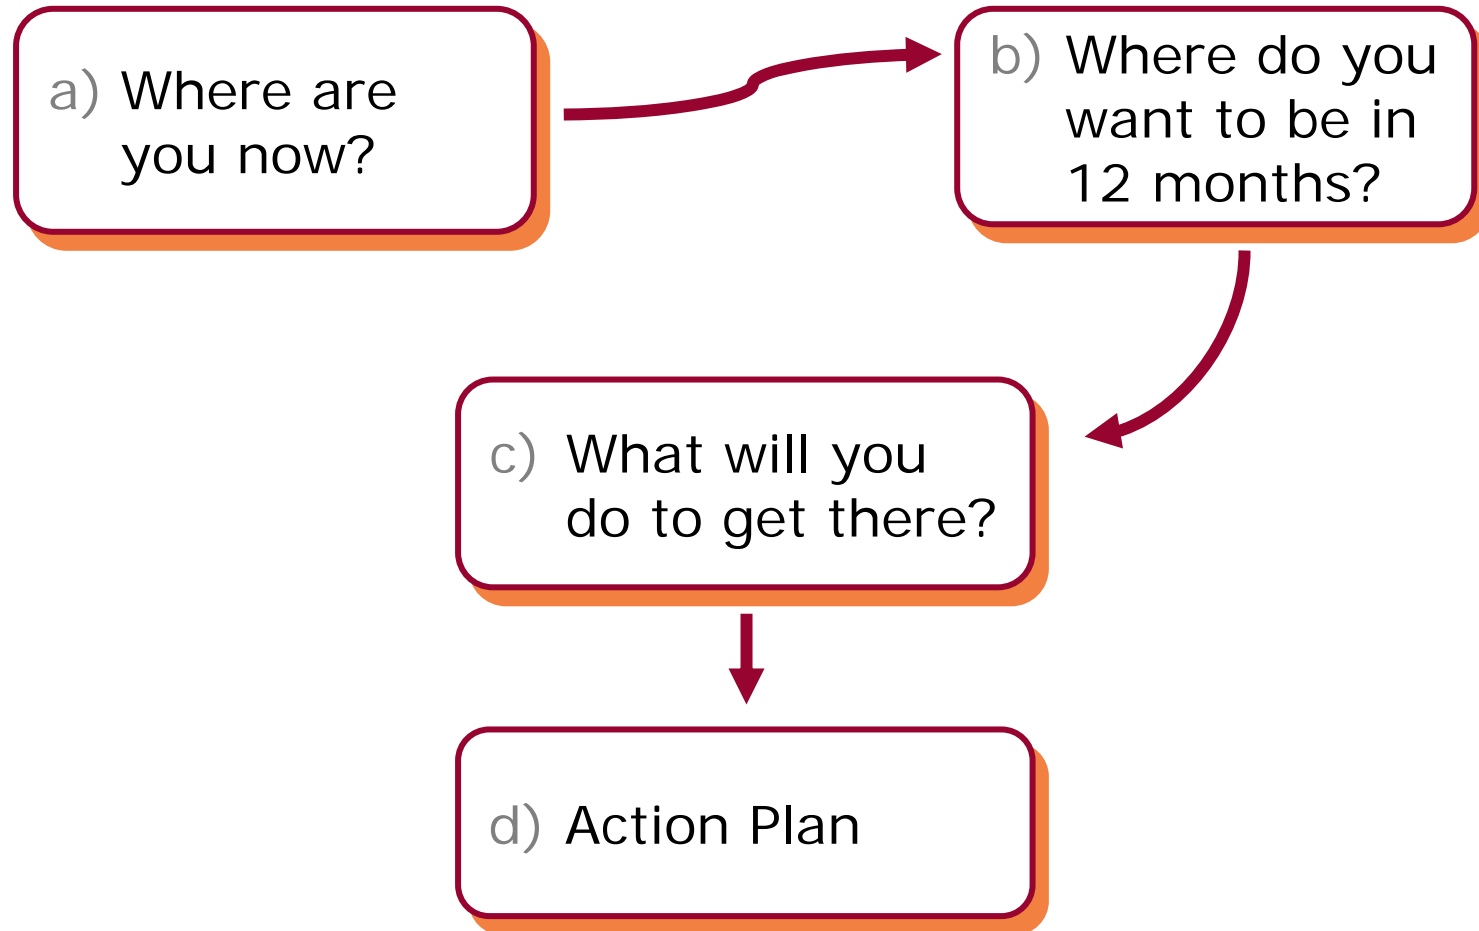 a) Where are
you now?
b) Where do you
want to be in
12 months?
c) What will you
do to get there?
d) Action Plan